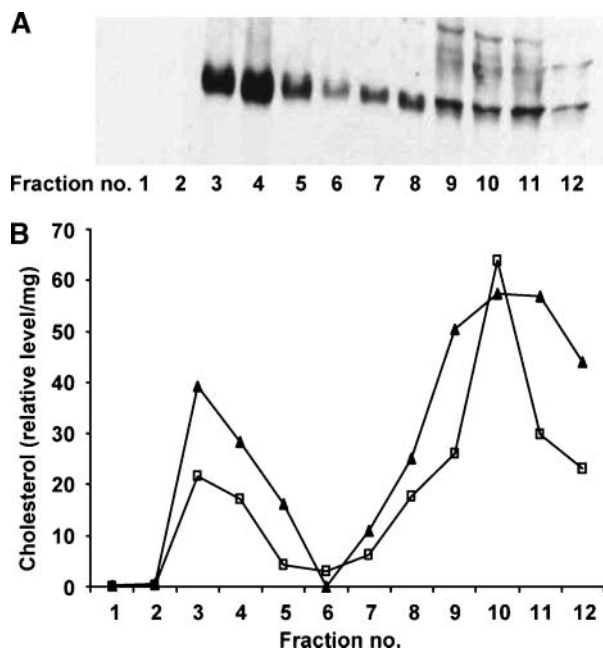 A
Fraction no. 1 2 3 4 5 6 7 8 9 10 11 12
B
Cholesterol (relative level/mg)
70
60
50
40
30
20
10
0
1 2 3 4 5 6 7 8 9 10 11 12
Fraction no.